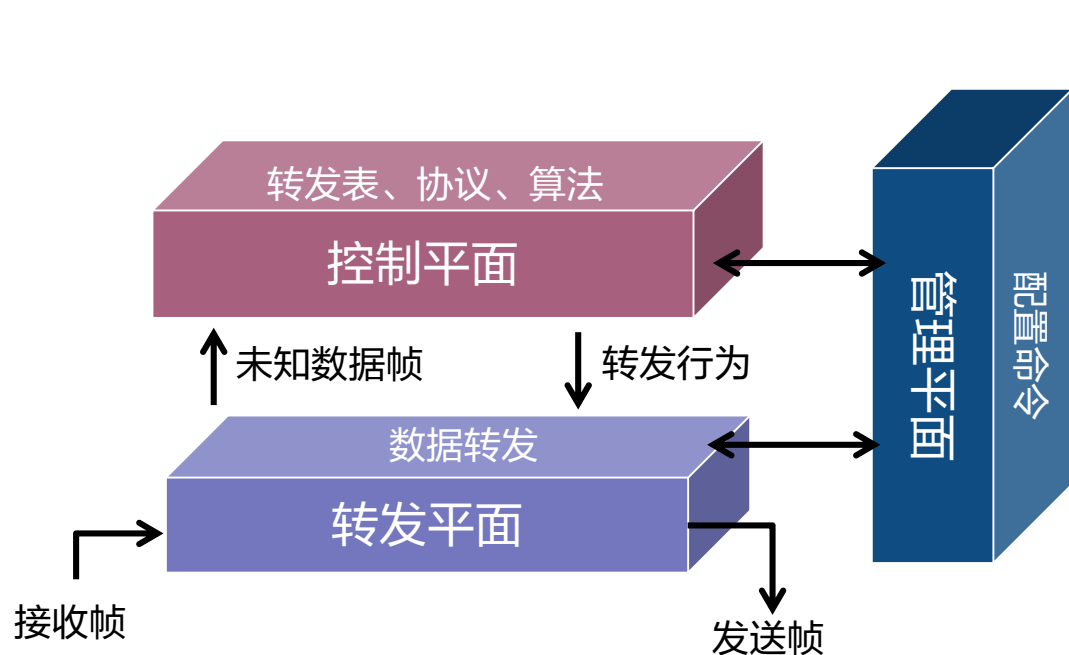 转发表、协议、算法
控制平面
未知数据帧
转发行为
数据转发
转发平面
接收帧
发送帧
管理平面
配置命令